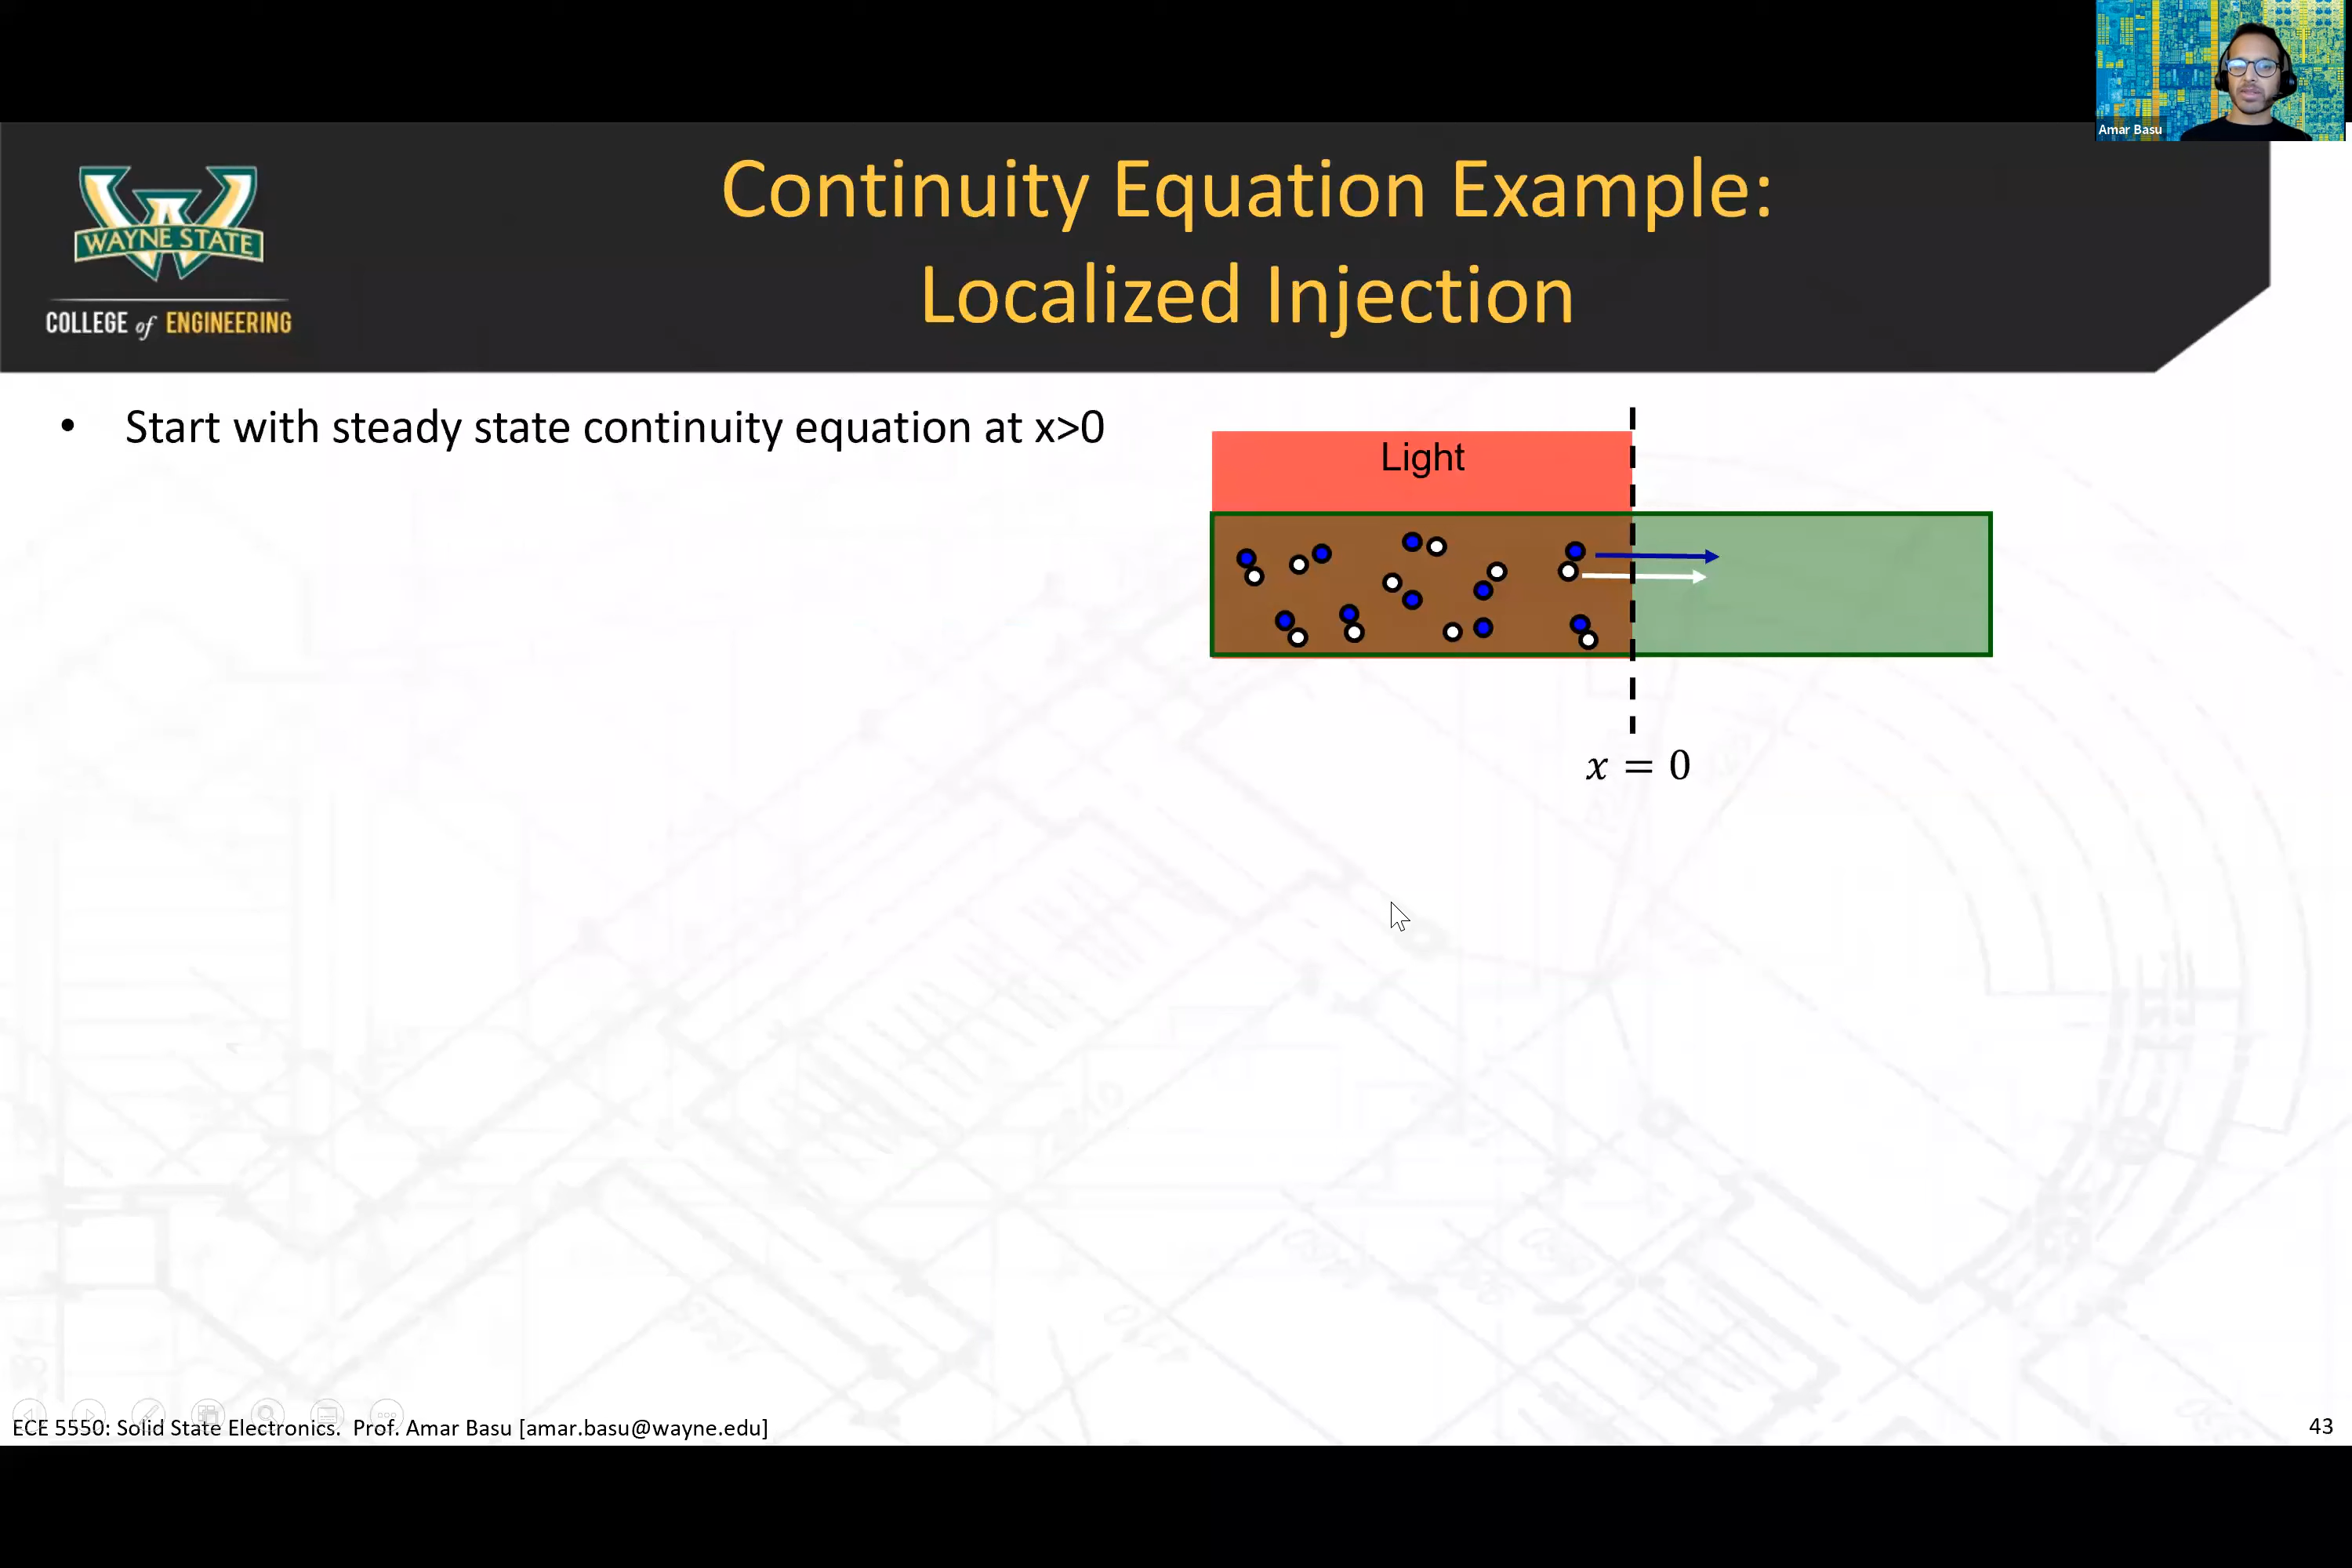 Amar Basu
Continuity Equation Example:
Localized Injection
WAYNE STATE
COLLEGE of ENGINEERING
• Start with steady state continuity equation at x>0
Light
x = 0
ECE 5550: Solid State Electronics. Prof. Amar Basu [amar.basu@wayne.edu]
43